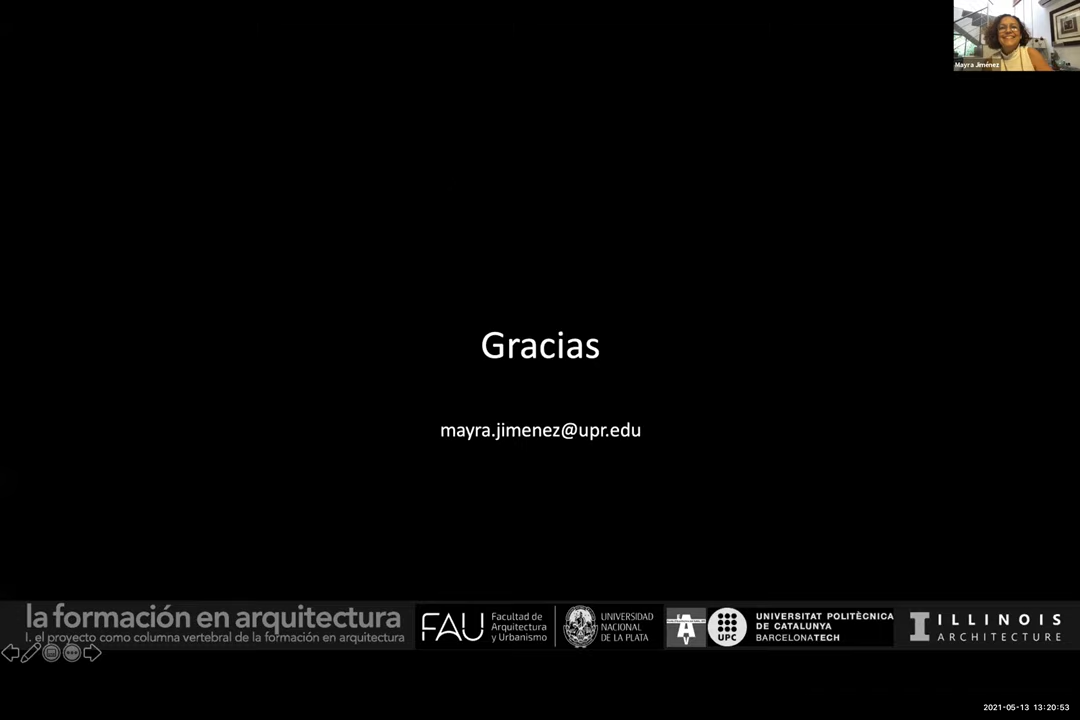 Mayra Jiménez
Gracias
mayra.jimenez@upr.edu
la formación en arquitectura
I. el proyecto como columna vertebral de la formación en arquitectura
FAU
Facultad de
Arquitectura
y Urbanismo
UNIVERSIDAD
NACIONAL
DE LA PLATA
UPC
UNIVERSITAT POLITÈCNICA
DE CATALUNYA
BARCELONATECH
ILLINOIS
ARCHITECTURE
2021-05-13 13:20:53